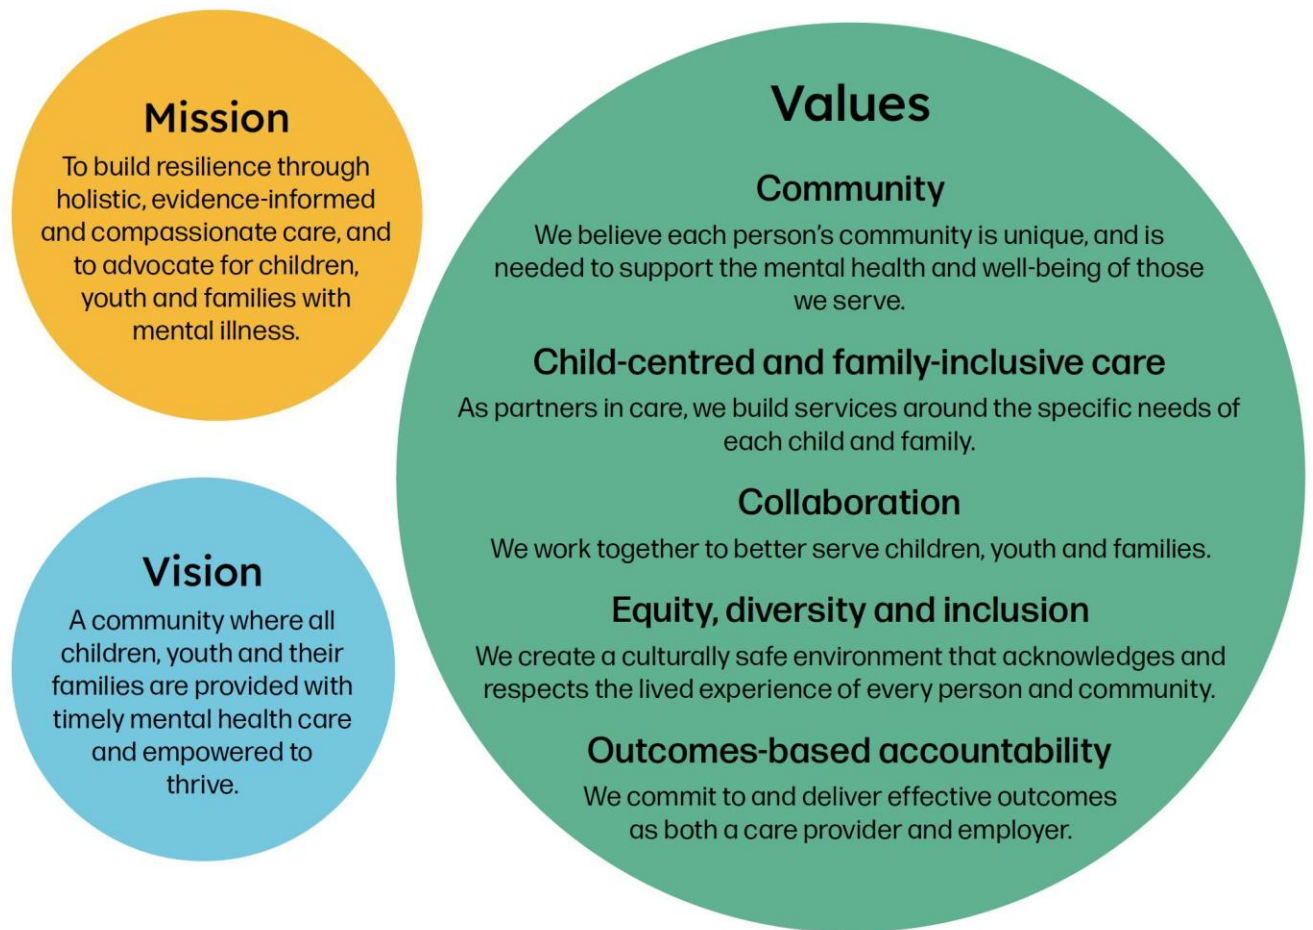 Mission
To build resilience through
holistic, evidence-informed
and compassionate care, and
to advocate for children,
youth and families with
mental illness.
Vision
A community where all
children, youth and their
families are provided with
timely mental health care
and empowered to
thrive.
Values
Community
We believe each person’s community is unique, and is
needed to support the mental health and well-being of those
we serve.
Child-centred and family-inclusive care
As partners in care, we build services around the specific needs of
each child and family.
Collaboration
We work together to better serve children, youth and families.
Equity, diversity and inclusion
We create a culturally safe environment that acknowledges and
respects the lived experience of every person and community.
Outcomes-based accountability
We commit to and deliver effective outcomes
as both a care provider and employer.